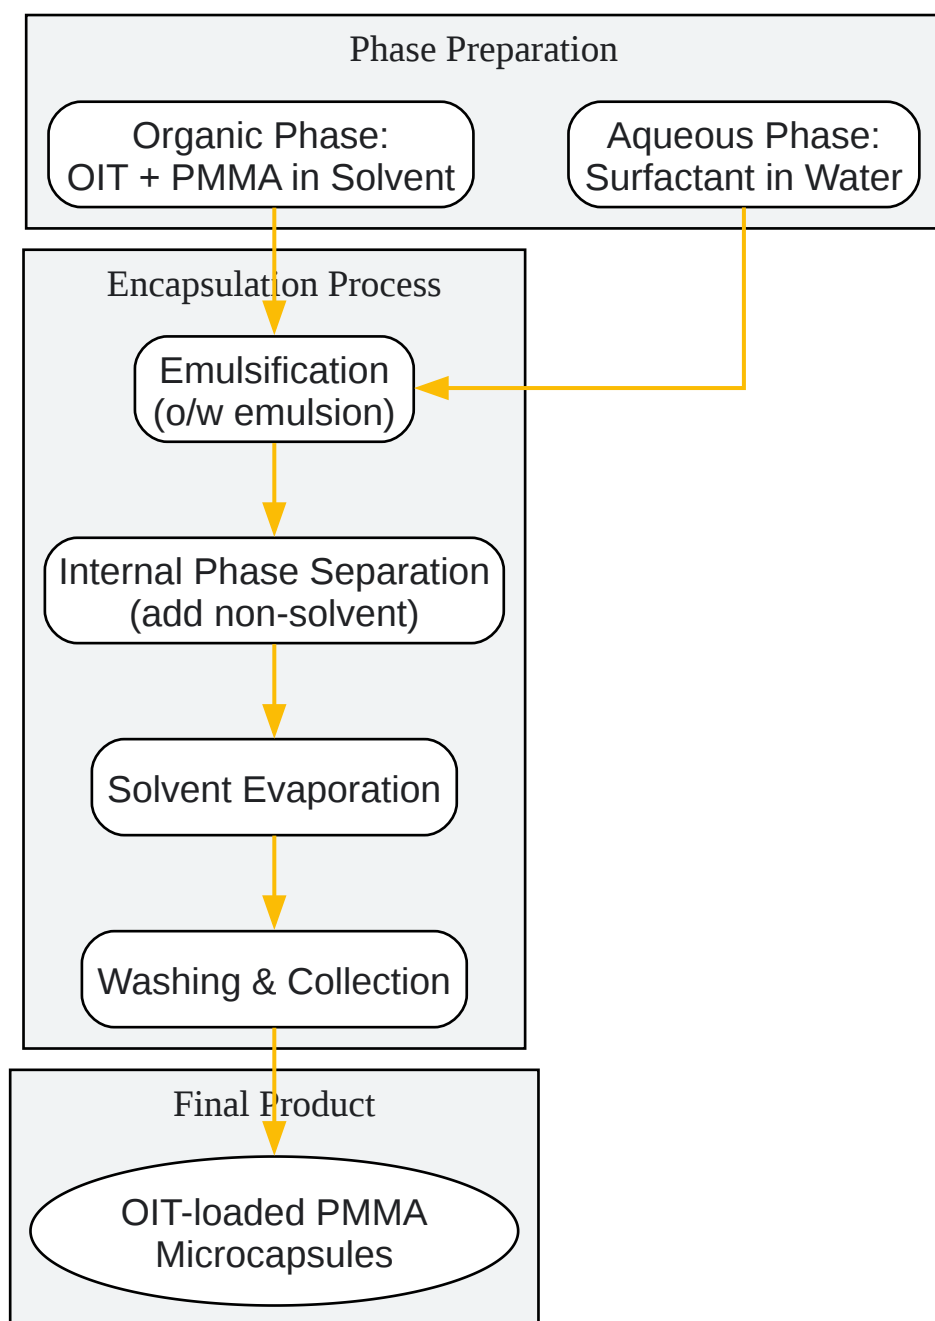 Phase Preparation
Organic Phase:
OIT + PMMA in Solvent
Aqueous Phase:
Surfactant in Water
Encapsulation Process
Emulsification
(o/w emulsion)
Internal Phase Separation
(add non-solvent)
Solvent Evaporation
Washing & Collection
Final Product
OIT-loaded PMMA
Microcapsules